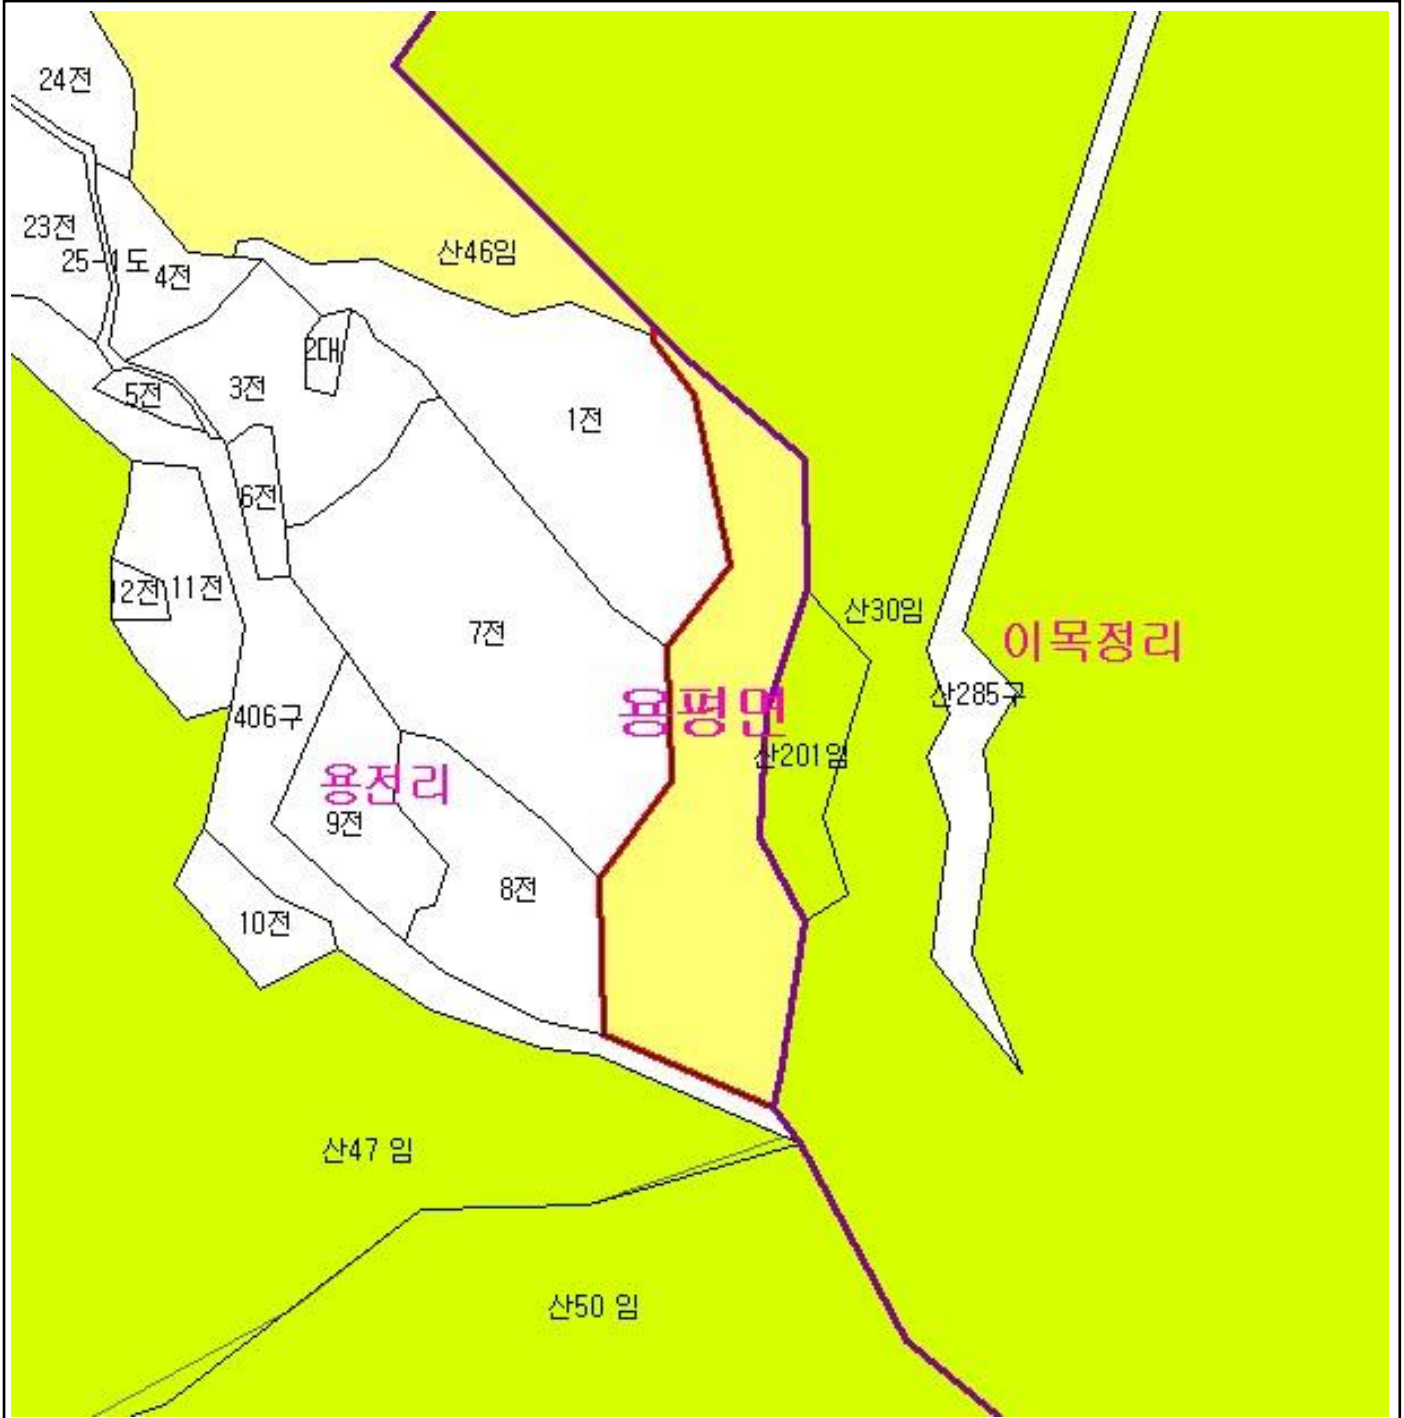 24전
23전
25-1도
4전
산46임
2대
5전
3전
1전
6전
12전
11전
산30임
7전
이목정리
산285구
용평면
406구
산201임
용전리
9전
8전
10전
산47 임
산50 임